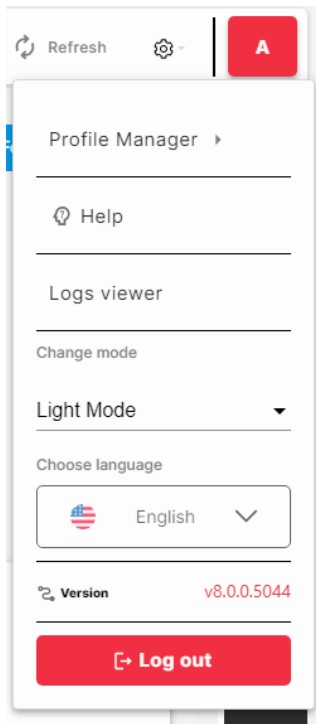 Refresh
A
Profile Manager
Help
Logs viewer
Change mode
Light Mode
Choose language
English
Version v8.0.0.5044
Log out